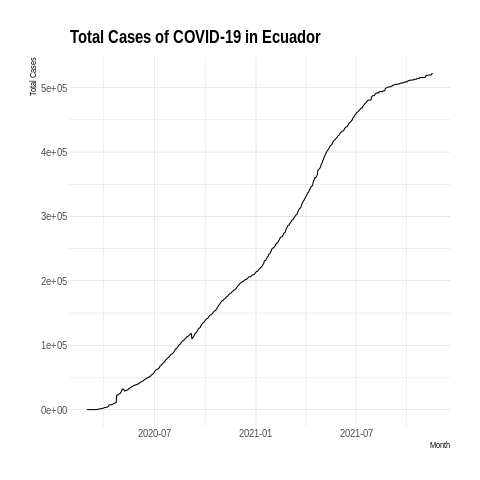 Total Cases of COVID-19 in Ecuador
Total Cases
5e+05
4e+05
3e+05
2e+05
1e+05
0e+00
2020-07 2021-01 2021-07
Month